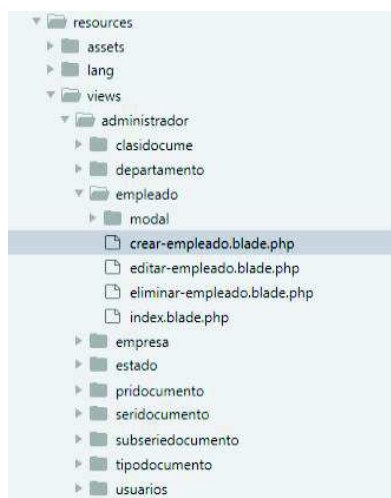 resources
assets
lang
views
administrador
clasidocume
departamento
empleado
modal
crear-empleado.blade.php
editar-empleado.blade.php
eliminar-empleado.blade.php
index.blade.php
empresa
estado
pridocumento
seridocumento
subseriedocumento
tipodocumento
usuarios